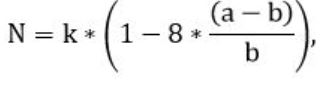 N = k * (1 − 8 * (a − b)/b),